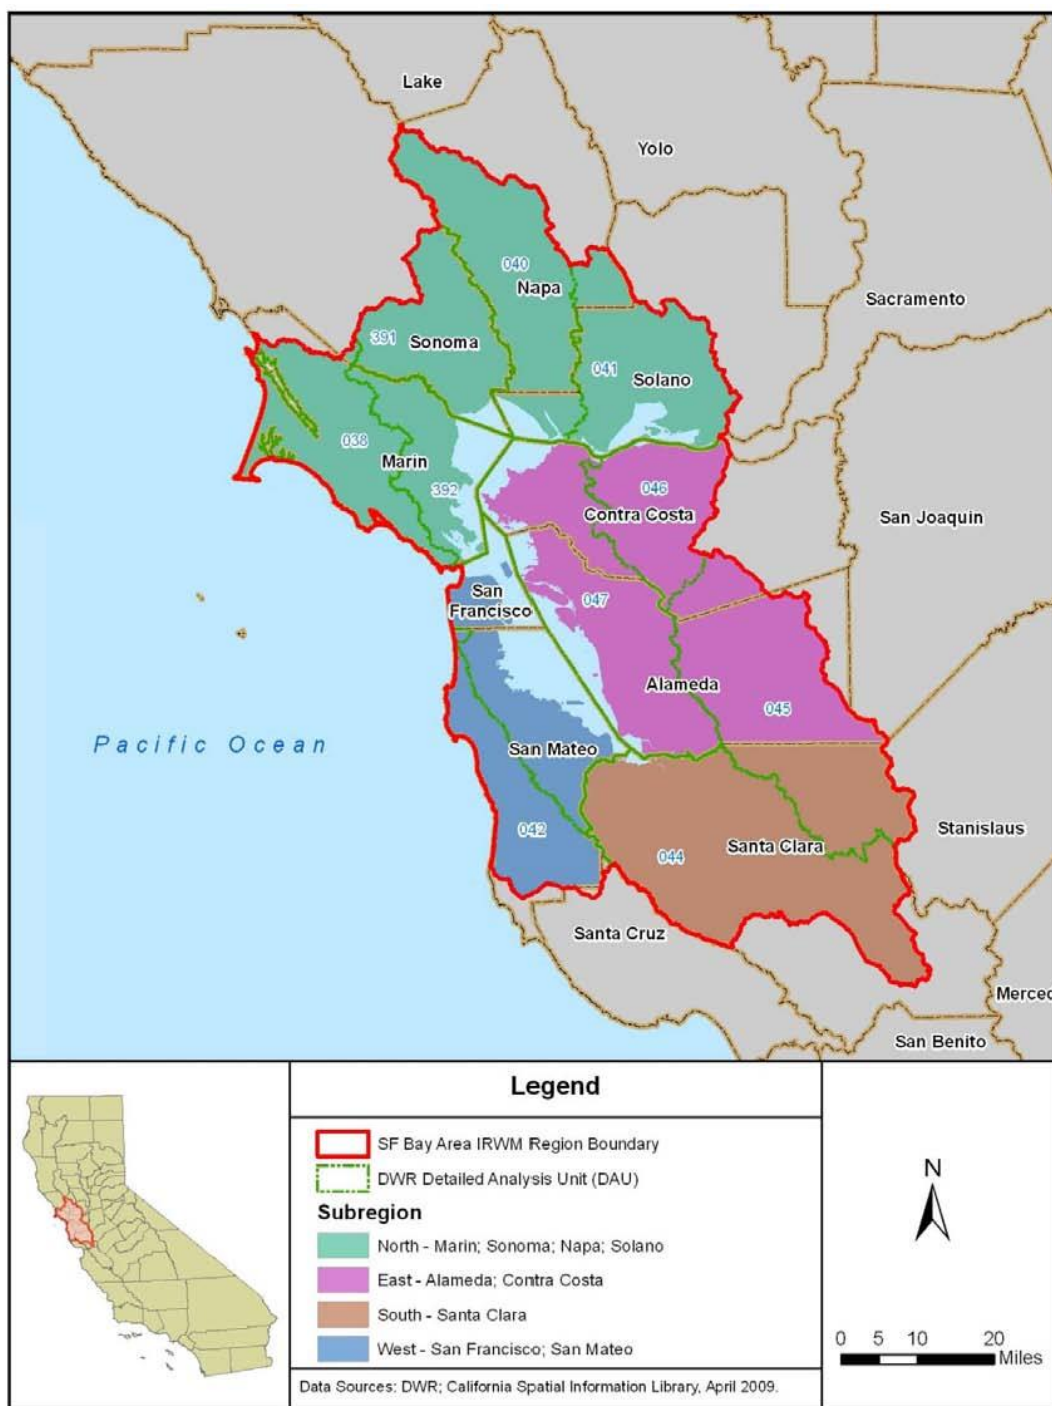 Lake
Yolo
040
Napa
Sacramento
391
Sonoma
041
Solano
038
Marin
392
046
Contra Costa
San Joaquin
San
Francisco
047
Alameda
045
Pacific Ocean
San Mateo
042
044
Santa Clara
Stanislaus
Santa Cruz
Merced
San Benito
Legend
SF Bay Area IRWM Region Boundary
DWR Detailed Analysis Unit (DAU)
Subregion
North - Marin; Sonoma; Napa; Solano
East - Alameda; Contra Costa
South - Santa Clara
West - San Francisco; San Mateo
Data Sources: DWR; California Spatial Information Library, April 2009.
N
0 5 10 20
Miles